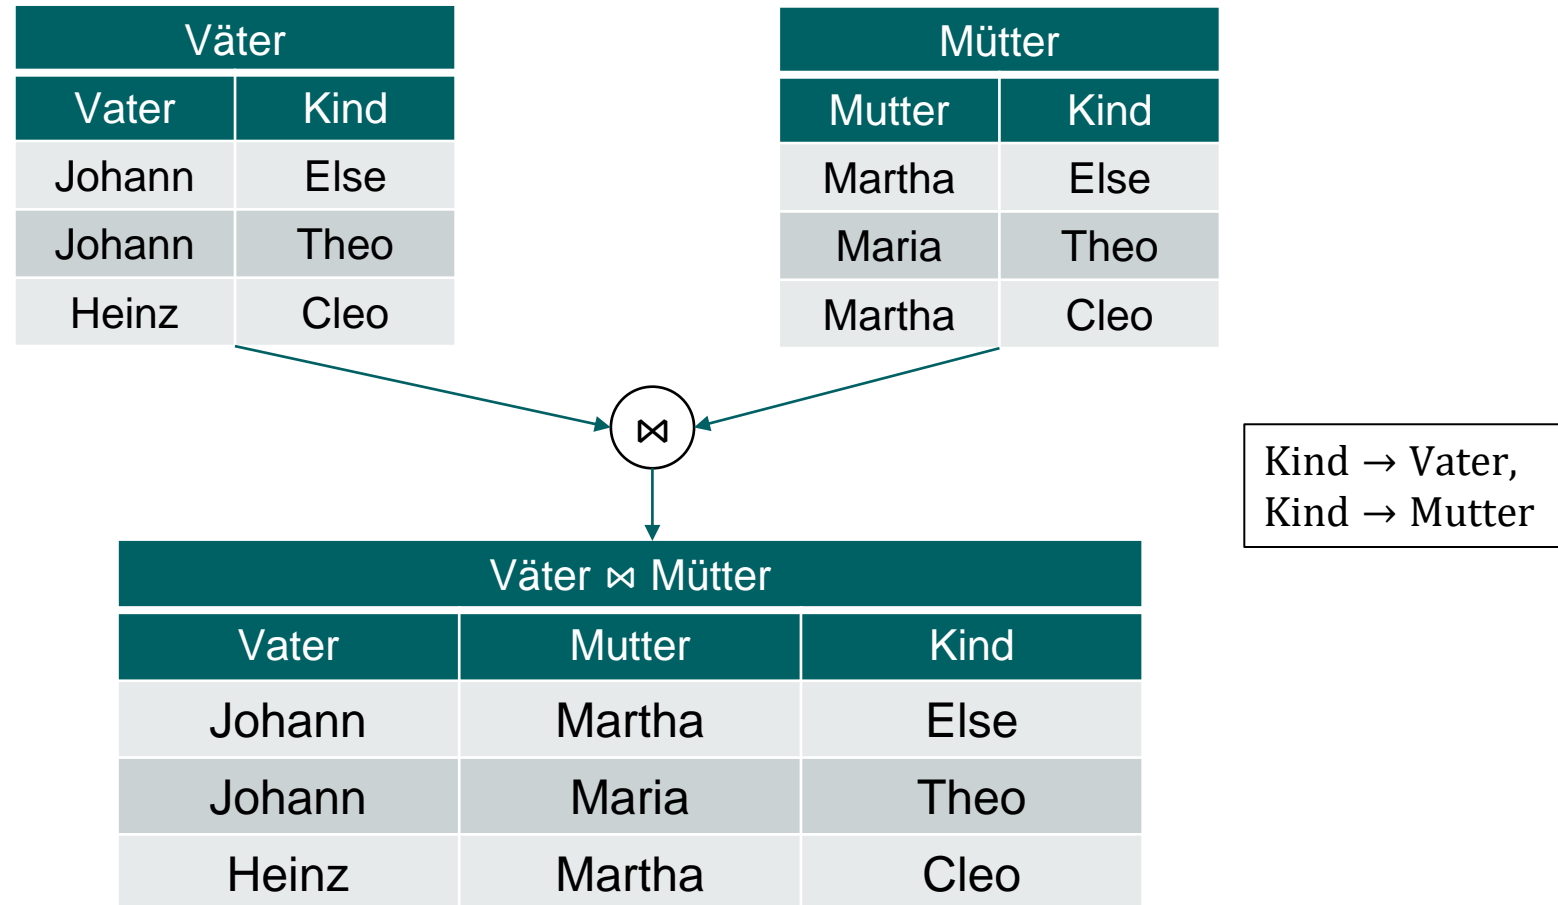 Väter
Vater Kind
Johann Else
Johann Theo
Heinz Cleo
Mütter
Mutter Kind
Martha Else
Maria Theo
Martha Cleo
⋈
Kind → Vater,
Kind → Mutter
Väter ⋈ Mütter
Vater Mutter Kind
Johann Martha Else
Johann Maria Theo
Heinz Martha Cleo